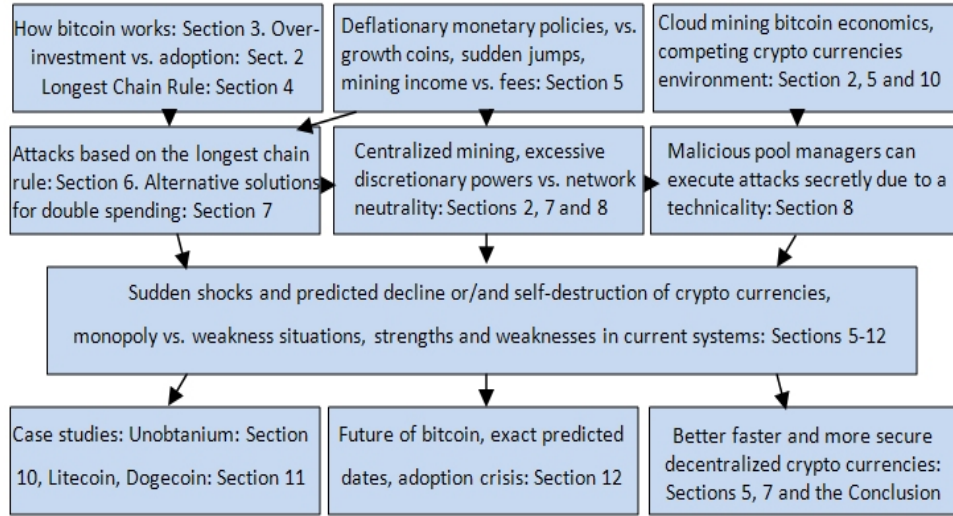 How bitcoin works: Section 3. Over-
investment vs. adoption: Sect. 2
Longest Chain Rule: Section 4
Deflationary monetary policies, vs.
growth coins, sudden jumps,
mining income vs. fees: Section 5
Cloud mining bitcoin economics,
competing crypto currencies
environment: Section 2, 5 and 10
Attacks based on the longest chain
rule: Section 6. Alternative solutions
for double spending: Section 7
Centralized mining, excessive
discretionary powers vs. network
neutrality: Sections 2, 7 and 8
Malicious pool managers can
execute attacks secretly due to a
technicality: Section 8
Sudden shocks and predicted decline or/and self-destruction of crypto currencies,
monopoly vs. weakness situations, strengths and weaknesses in current systems: Sections 5-12
Case studies: Unobtanium: Section
10, Litecoin, Dogecoin: Section 11
Future of bitcoin, exact predicted
dates, adoption crisis: Section 12
Better faster and more secure
decentralized crypto currencies:
Sections 5, 7 and the Conclusion